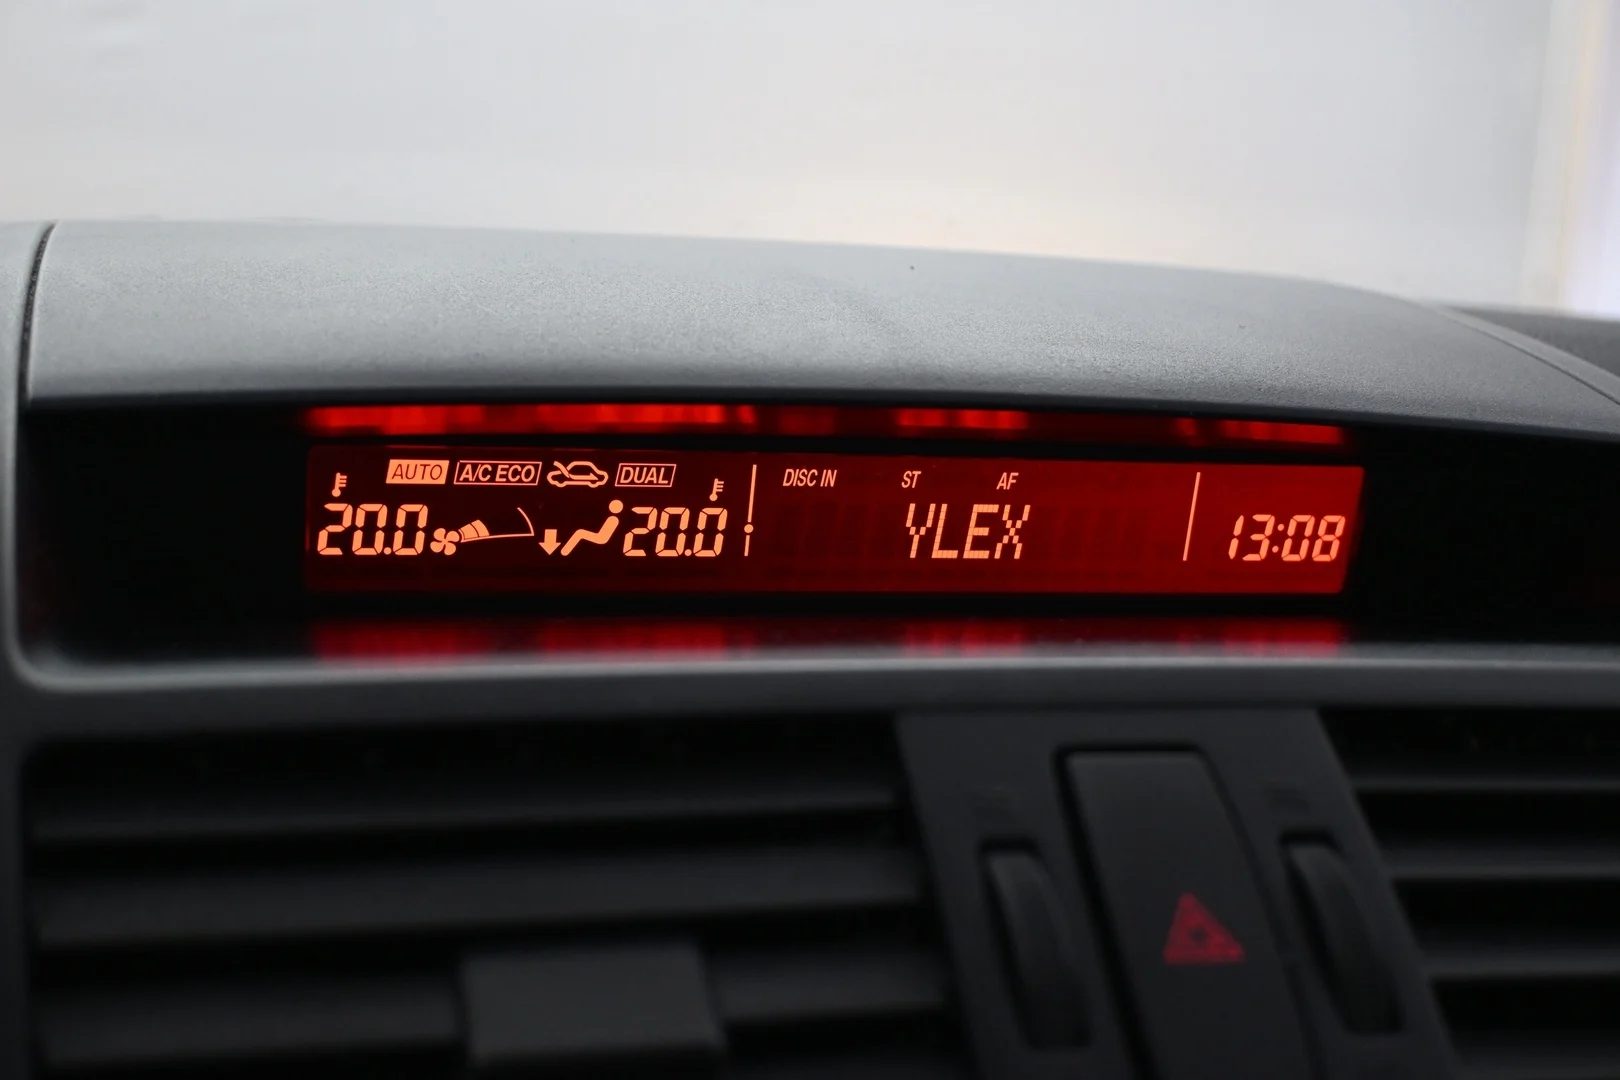 AUTO A/C ECO DUAL DISC IN ST AF
20.0 20.0 YLEX 13:08